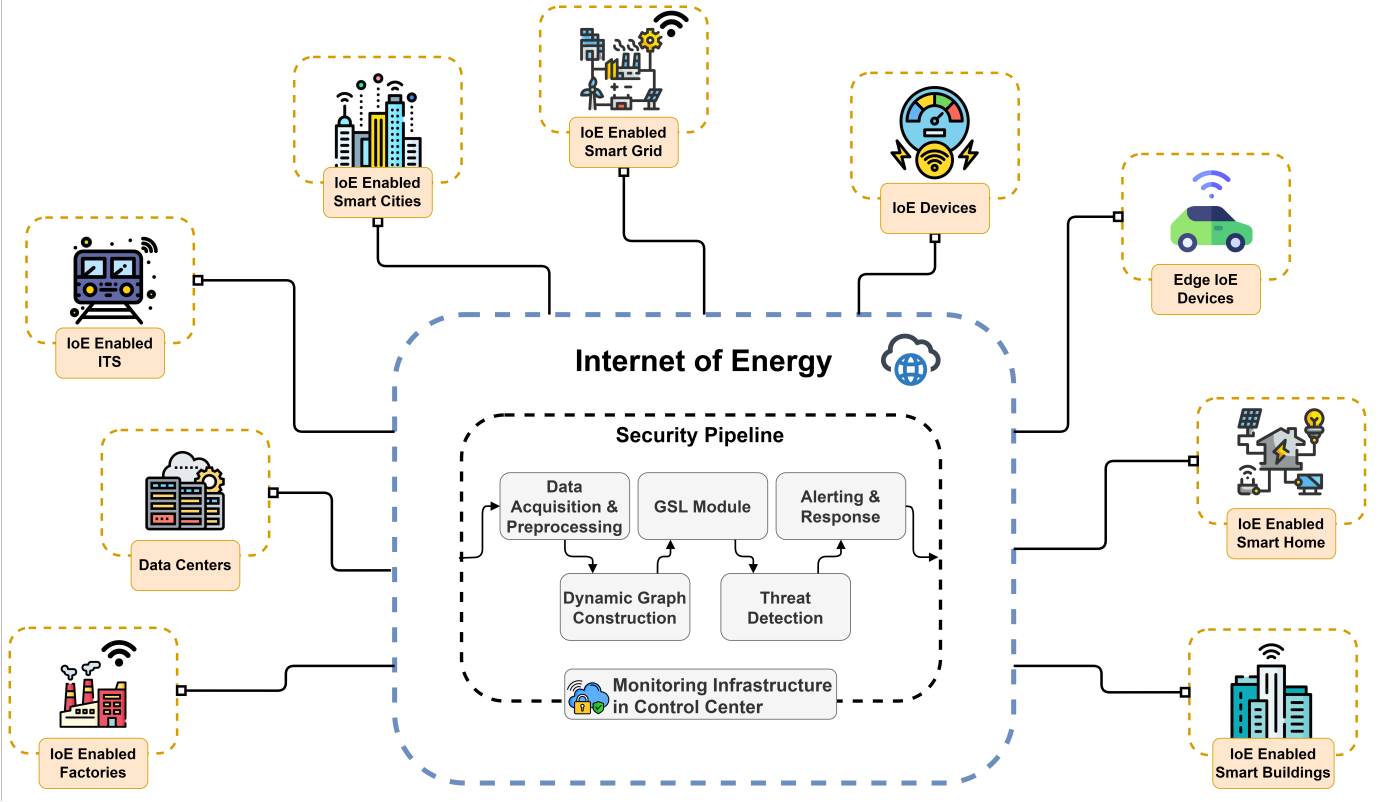 IoE Enabled
Smart Grid
IoE Enabled
Smart Cities
IoE Devices
Edge IoE
Devices
IoE Enabled
ITS
Internet of Energy
Security Pipeline
Data
Acquisition &
Preprocessing
GSL Module
Alerting &
Response
Dynamic Graph
Construction
Threat
Detection
Monitoring Infrastructure
in Control Center
IoE Enabled
Smart Home
Data Centers
IoE Enabled
Factories
IoE Enabled
Smart Buildings